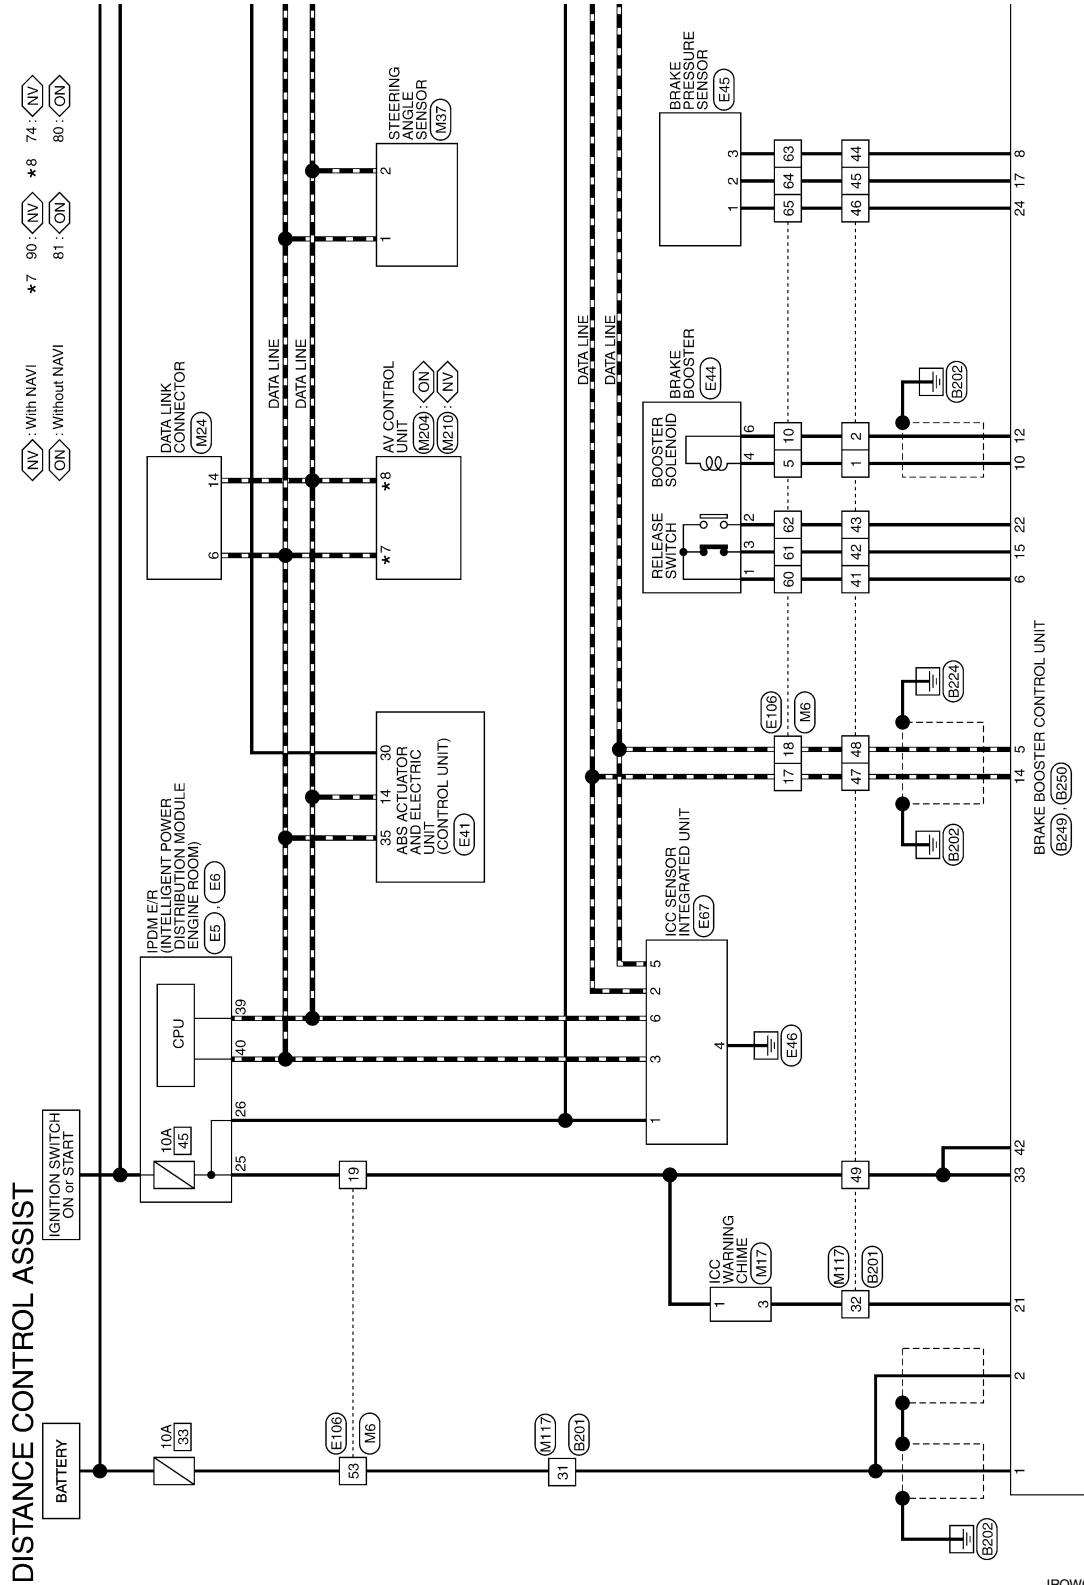 DISTANCE CONTROL ASSIST
BATTERY
IGNITION SWITCH
ON or START
NV : With NAVI
ON : Without NAVI
*7 90 : NV
81 : ON
*8 74 : NV
80 : ON
10A
33
10A
45
CPU
25
26
40
39
IPDM E/R
(INTELLIGENT POWER
DISTRIBUTION MODULE
ENGINE ROOM)
E5 , E6
DATA LINK
CONNECTOR
M24
6
14
DATA LINE
DATA LINE
35
14
30
ABS ACTUATOR
AND ELECTRIC
UNIT
(CONTROL UNIT)
E41
*7
*8
AV CONTROL
UNIT
M204 : ON
M210 : NV
1
2
STEERING
ANGLE
SENSOR
M37
53
E106
M6
19
31
M117
B201
DATA LINE
DATA LINE
1
3
6
2
5
ICC SENSOR
INTEGRATED UNIT
E67
4
E46
RELEASE
SWITCH
BOOSTER
SOLENOID
BRAKE
BOOSTER
E44
1
3
2
4
6
BRAKE
PRESSURE
SENSOR
E45
1
2
3
1
3
ICC
WARNING
CHIME
M17
17
18
E106
M6
60
61
62
5
10
65
64
63
32
M117
B201
49
47
48
41
42
43
1
2
46
45
44
B202
B202
B224
B202
1
2
21
33
42
14
5
6
15
22
10
12
24
17
8
BRAKE BOOSTER CONTROL UNIT
B249 , B250